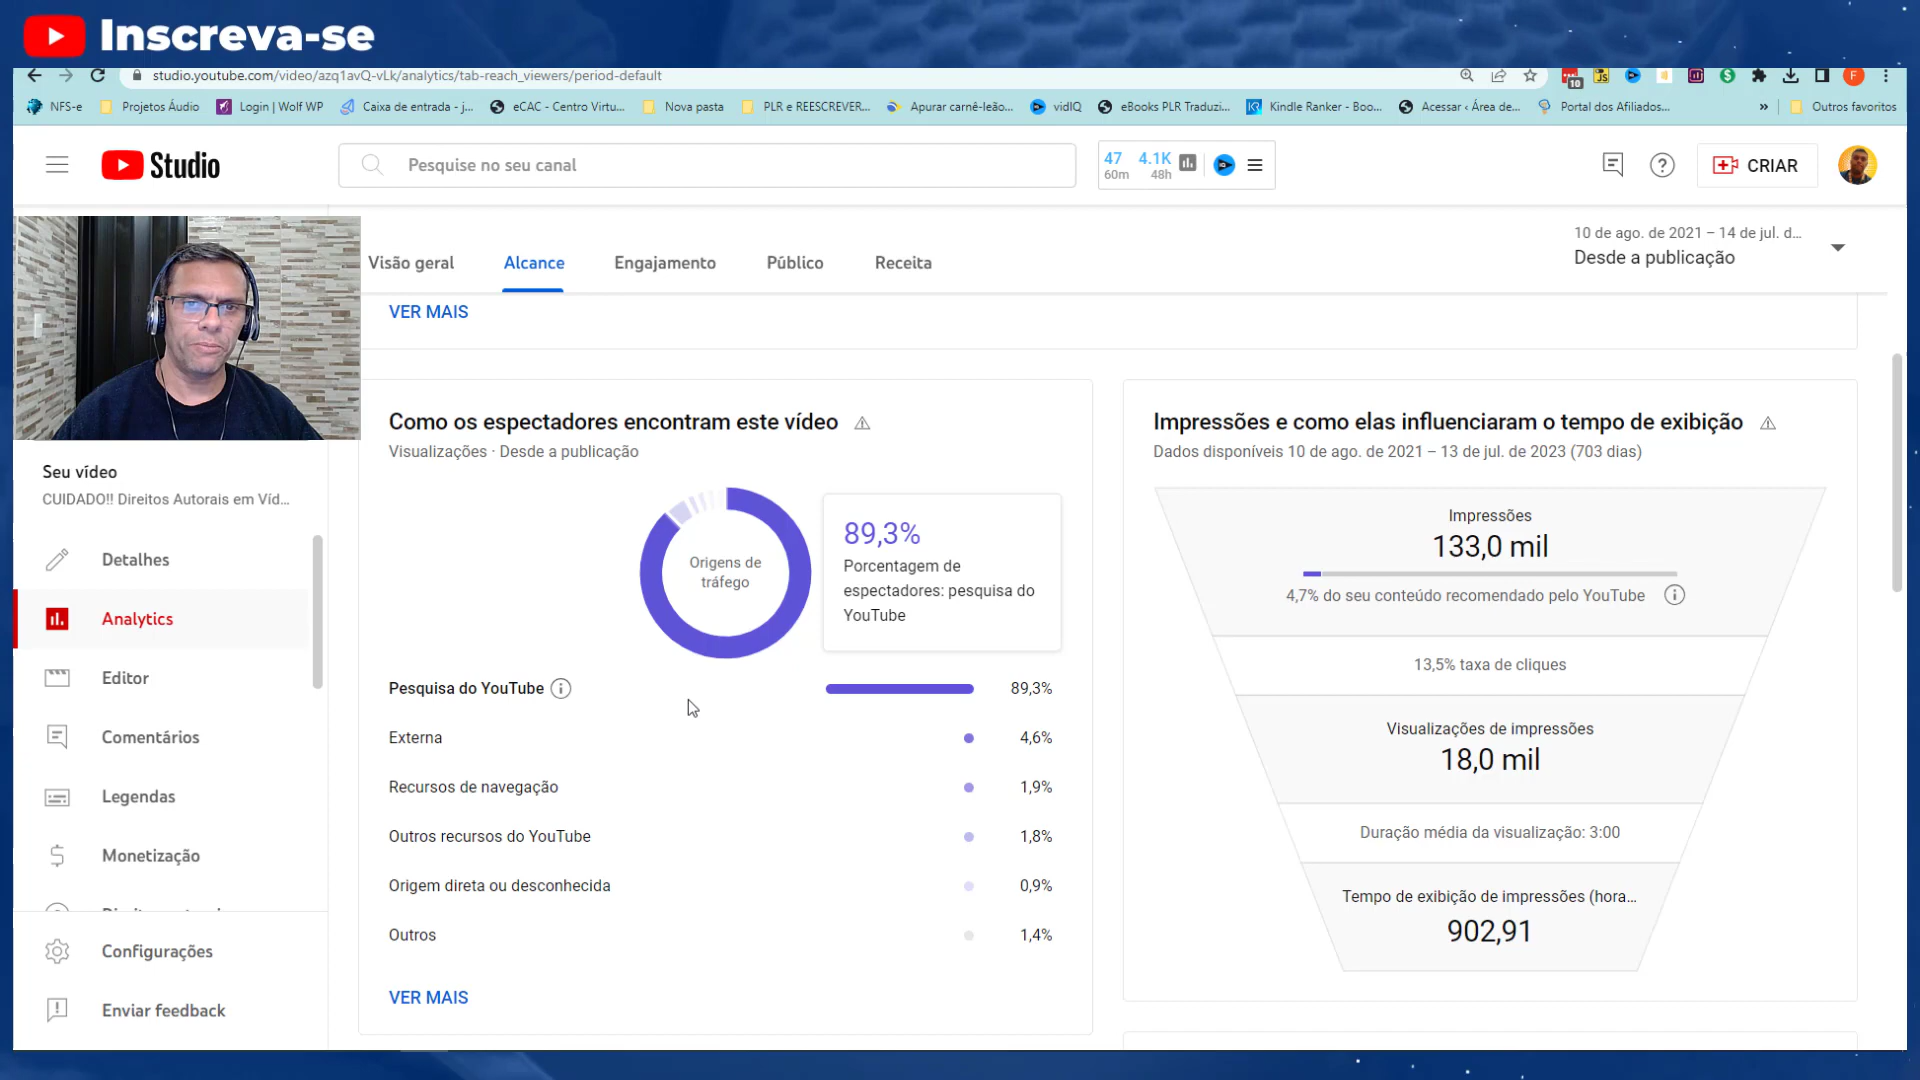 Inscreva-se
studio.youtube.com/video/azq1avQ-vLk/analytics/tab-reach_viewers/period-default
10
JS
F
NFS-e
Projetos Áudio
Login | Wolf WP
Caixa de entrada - j...
eCAC - Centro Virtu...
Nova pasta
PLR e REESCREVER...
Apurar carnê-leão...
vidIQ
eBooks PLR Traduzi...
Kindle Ranker - Boo...
Acessar ‹ Área de...
Portal dos Afiliados...
»
Outros favoritos
Studio
Pesquise no seu canal
47
60m
4.1K
48h
CRIAR
Visão geral
Alcance
Engajamento
Público
Receita
10 de ago. de 2021 – 14 de jul. d...
Desde a publicação
VER MAIS
Seu vídeo
CUIDADO!! Direitos Autorais em Víd...
Detalhes
Analytics
Editor
Comentários
Legendas
Monetização
Configurações
Enviar feedback
Como os espectadores encontram este vídeo
Visualizações · Desde a publicação
Origens de
tráfego
89,3%
Porcentagem de
espectadores: pesquisa do
YouTube
Pesquisa do YouTube 89,3%
Externa 4,6%
Recursos de navegação 1,9%
Outros recursos do YouTube 1,8%
Origem direta ou desconhecida 0,9%
Outros 1,4%
VER MAIS
Impressões e como elas influenciaram o tempo de exibição
Dados disponíveis 10 de ago. de 2021 – 13 de jul. de 2023 (703 dias)
Impressões
133,0 mil
4,7% do seu conteúdo recomendado pelo YouTube
13,5% taxa de cliques
Visualizações de impressões
18,0 mil
Duração média da visualização: 3:00
Tempo de exibição de impressões (hora...
902,91